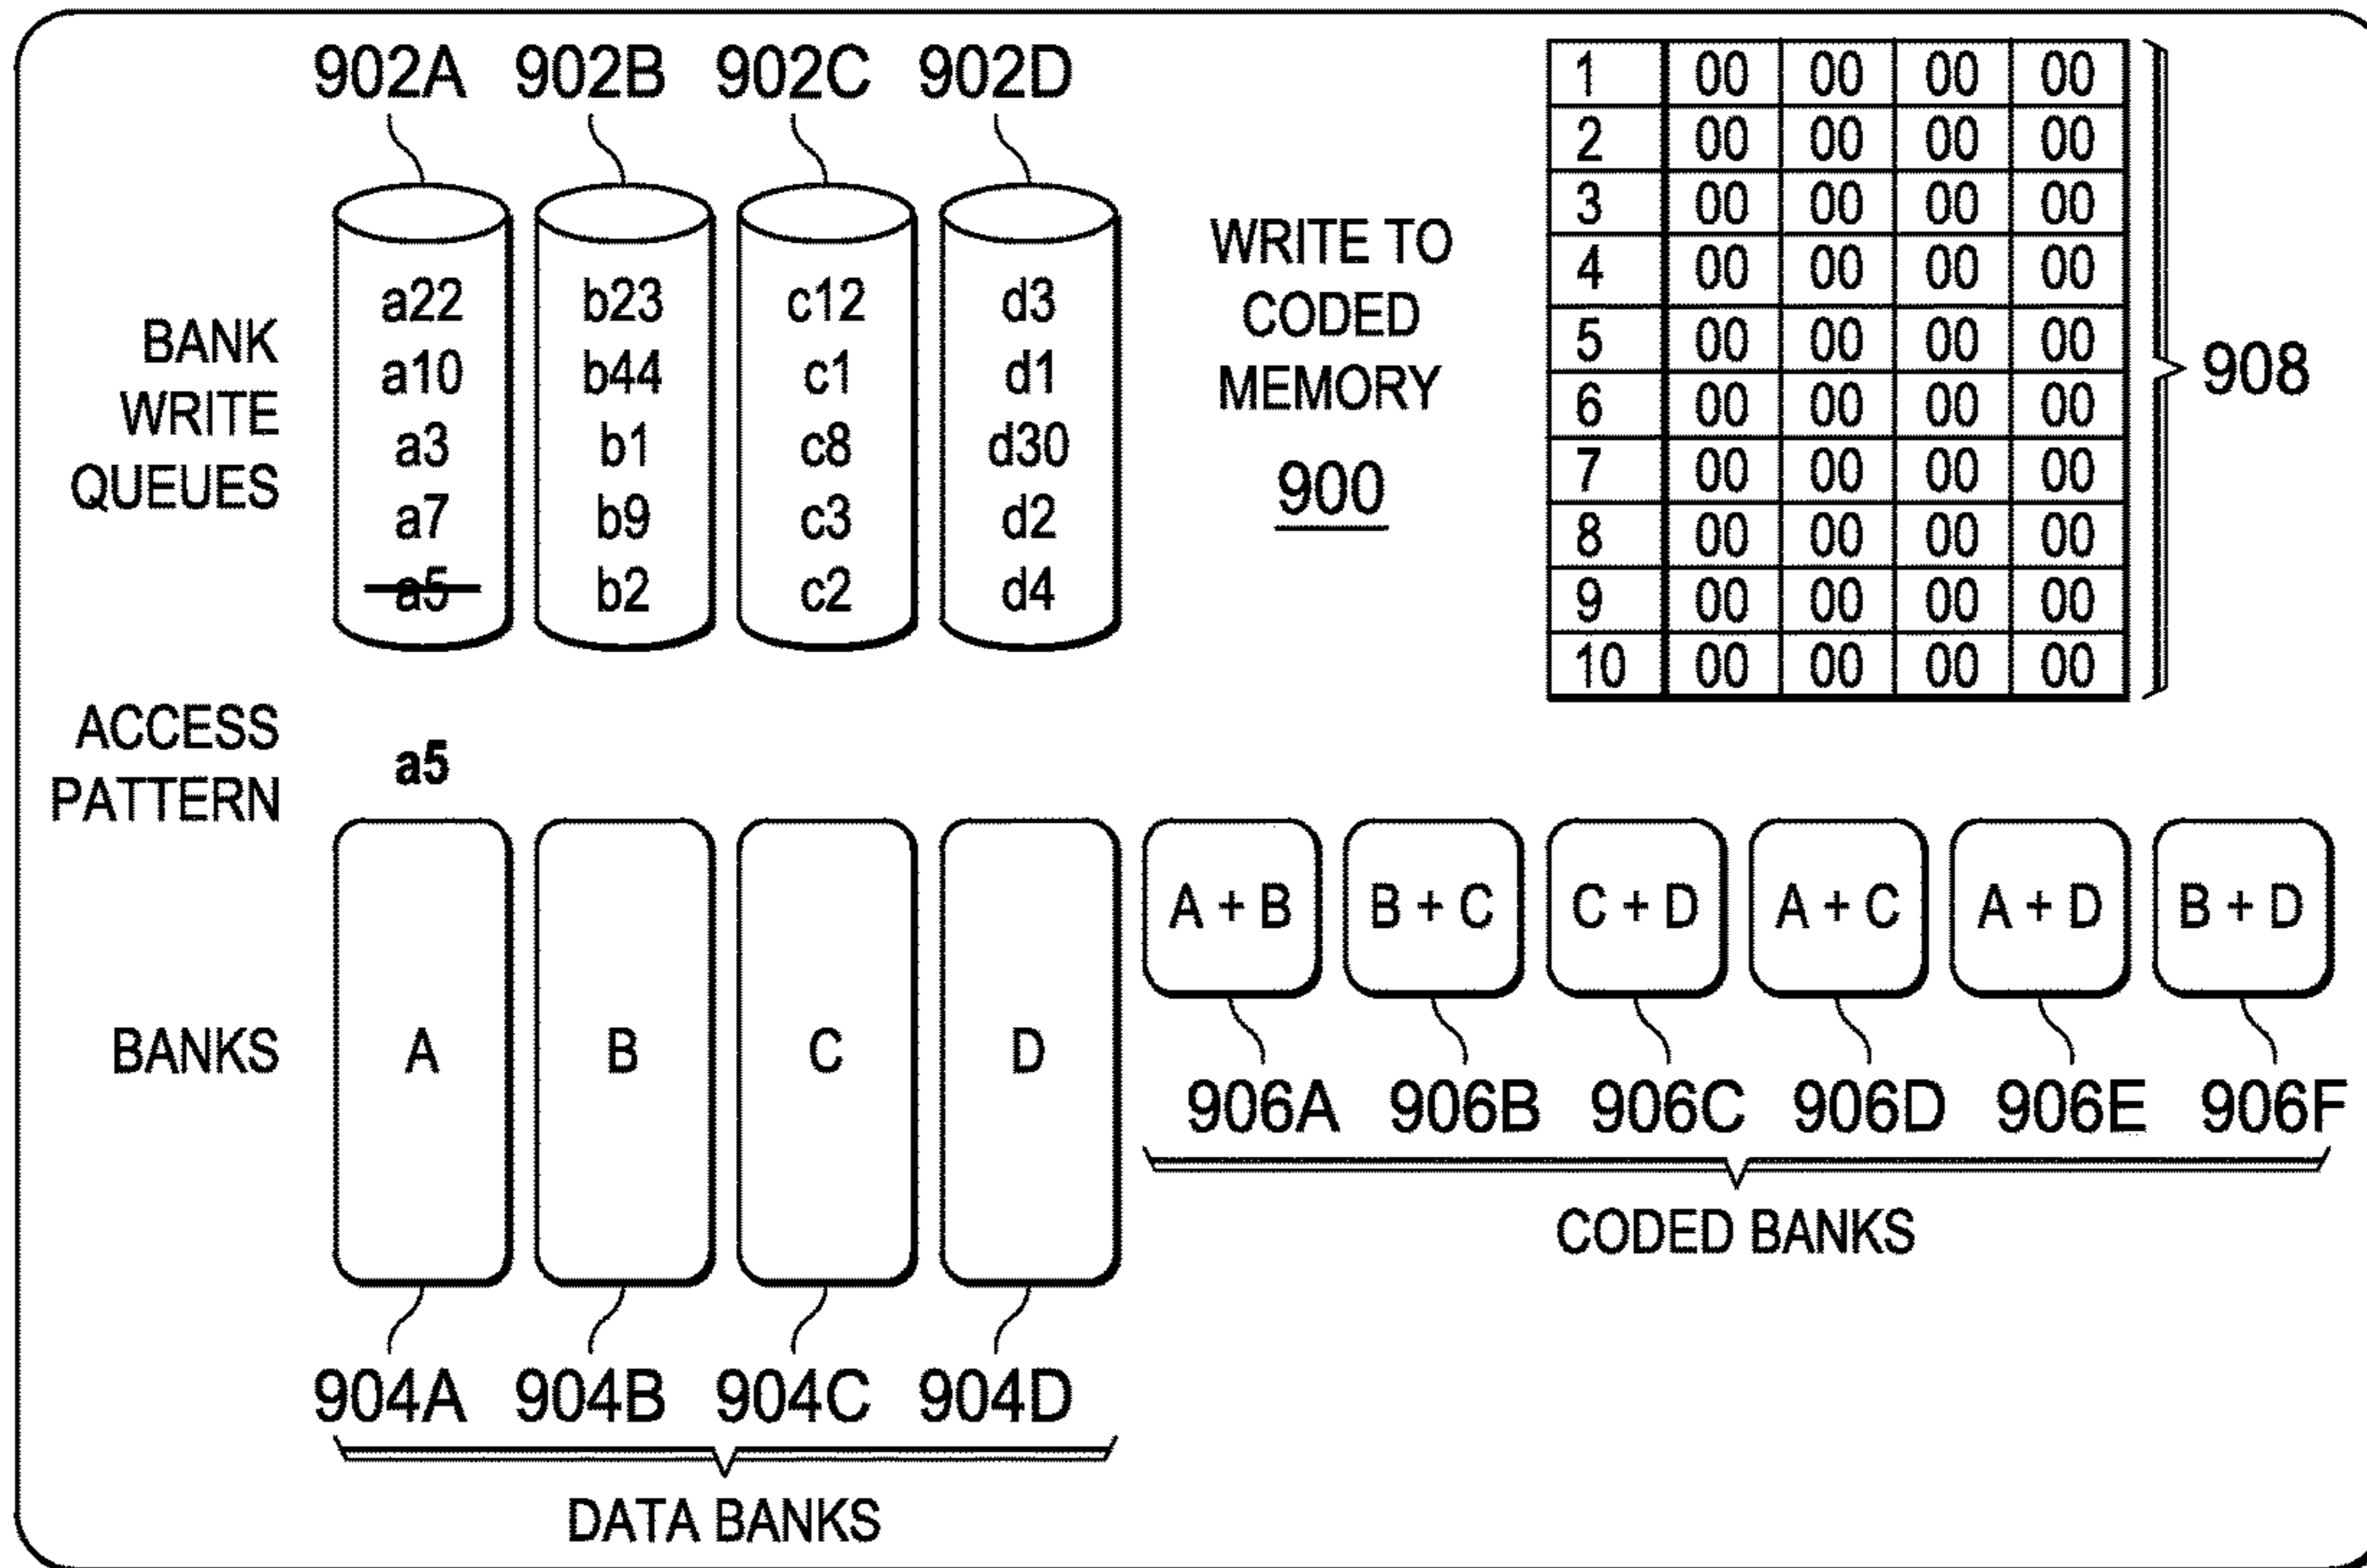 902A 902B 902C 902D
BANK
WRITE
QUEUES
a22 b23 c12 d3
a10 b44 c1 d1
a3 b1 c8 d30
a7 b9 c3 d2
a5 b2 c2 d4
WRITE TO
CODED
MEMORY
900
1 00 00 00 00
2 00 00 00 00
3 00 00 00 00
4 00 00 00 00
5 00 00 00 00
6 00 00 00 00
7 00 00 00 00
8 00 00 00 00
9 00 00 00 00
10 00 00 00 00
908
ACCESS
PATTERN
a5
BANKS
A B C D
A + B B + C C + D A + C A + D B + D
906A 906B 906C 906D 906E 906F
CODED BANKS
904A 904B 904C 904D
DATA BANKS